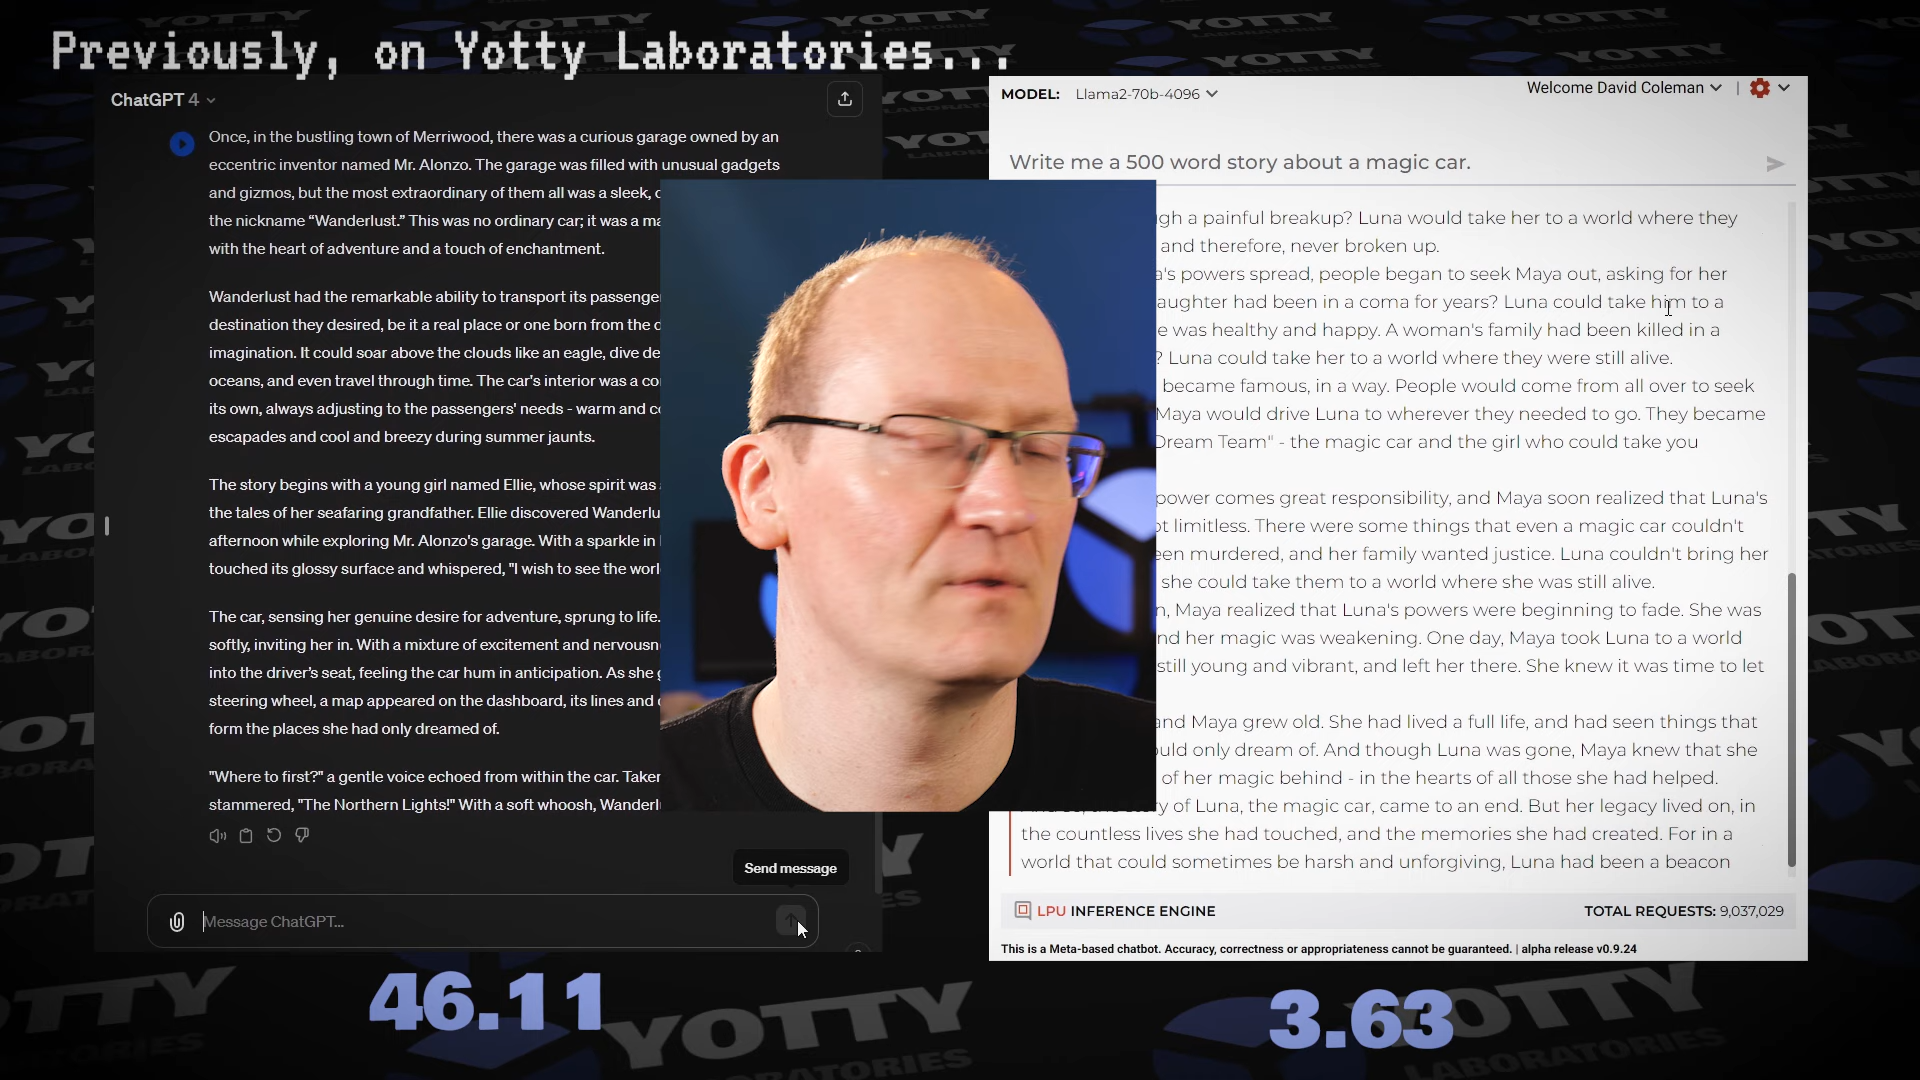 Previously, on Yotty Laboratories...
ChatGPT 4
Once, in the bustling town of Merriwood, there was a curious garage owned by an
eccentric inventor named Mr. Alonzo. The garage was filled with unusual gadgets
and gizmos, but the most extraordinary of them all was a sleek,
the nickname “Wanderlust.” This was no ordinary car; it was a
with the heart of adventure and a touch of enchantment.
Wanderlust had the remarkable ability to transport its
destination they desired, be it a real place or one born from the
imagination. It could soar above the clouds like an eagle, dive
oceans, and even travel through time. The car's interior was a
its own, always adjusting to the passengers' needs - warm and
escapades and cool and breezy during summer jaunts.
The story begins with a young girl named Ellie, whose spirit was
the tales of her seafaring grandfather. Ellie discovered
afternoon while exploring Mr. Alonzo's garage. With a sparkle in
touched its glossy surface and whispered, "I wish to see the
The car, sensing her genuine desire for adventure, sprung to life.
softly, inviting her in. With a mixture of excitement and
into the driver’s seat, feeling the car hum in anticipation. As she
steering wheel, a map appeared on the dashboard, its lines and
form the places she had only dreamed of.
"Where to first?" a gentle voice echoed from within the car.
stammered, "The Northern Lights!" With a soft whoosh,
Send message
Message ChatGPT...
46.11
MODEL: Llama2-70b-4096
Welcome David Coleman
Write me a 500 word story about a magic car.
a painful breakup? Luna would take her to a world where they
and therefore, never broken up.
powers spread, people began to seek Maya out, asking for her
had been in a coma for years? Luna could take him to a
was healthy and happy. A woman's family had been killed in a
? Luna could take her to a world where they were still alive.
became famous, in a way. People would come from all over to seek
Maya would drive Luna to wherever they needed to go. They became
Dream Team" - the magic car and the girl who could take you
power comes great responsibility, and Maya soon realized that Luna's
limitless. There were some things that even a magic car couldn't
murdered, and her family wanted justice. Luna couldn't bring her
she could take them to a world where she was still alive.
Maya realized that Luna's powers were beginning to fade. She was
her magic was weakening. One day, Maya took Luna to a world
still young and vibrant, and left her there. She knew it was time to let
and Maya grew old. She had lived a full life, and had seen things that
only dream of. And though Luna was gone, Maya knew that she
of her magic behind - in the hearts of all those she had helped.
of Luna, the magic car, came to an end. But her legacy lived on, in
the countless lives she had touched, and the memories she had created. For in a
world that could sometimes be harsh and unforgiving, Luna had been a beacon
LPU INFERENCE ENGINE
TOTAL REQUESTS: 9,037,029
This is a Meta-based chatbot. Accuracy, correctness or appropriateness cannot be guaranteed. | alpha release v0.9.24
3.63
YOTTY
LABORATORIES